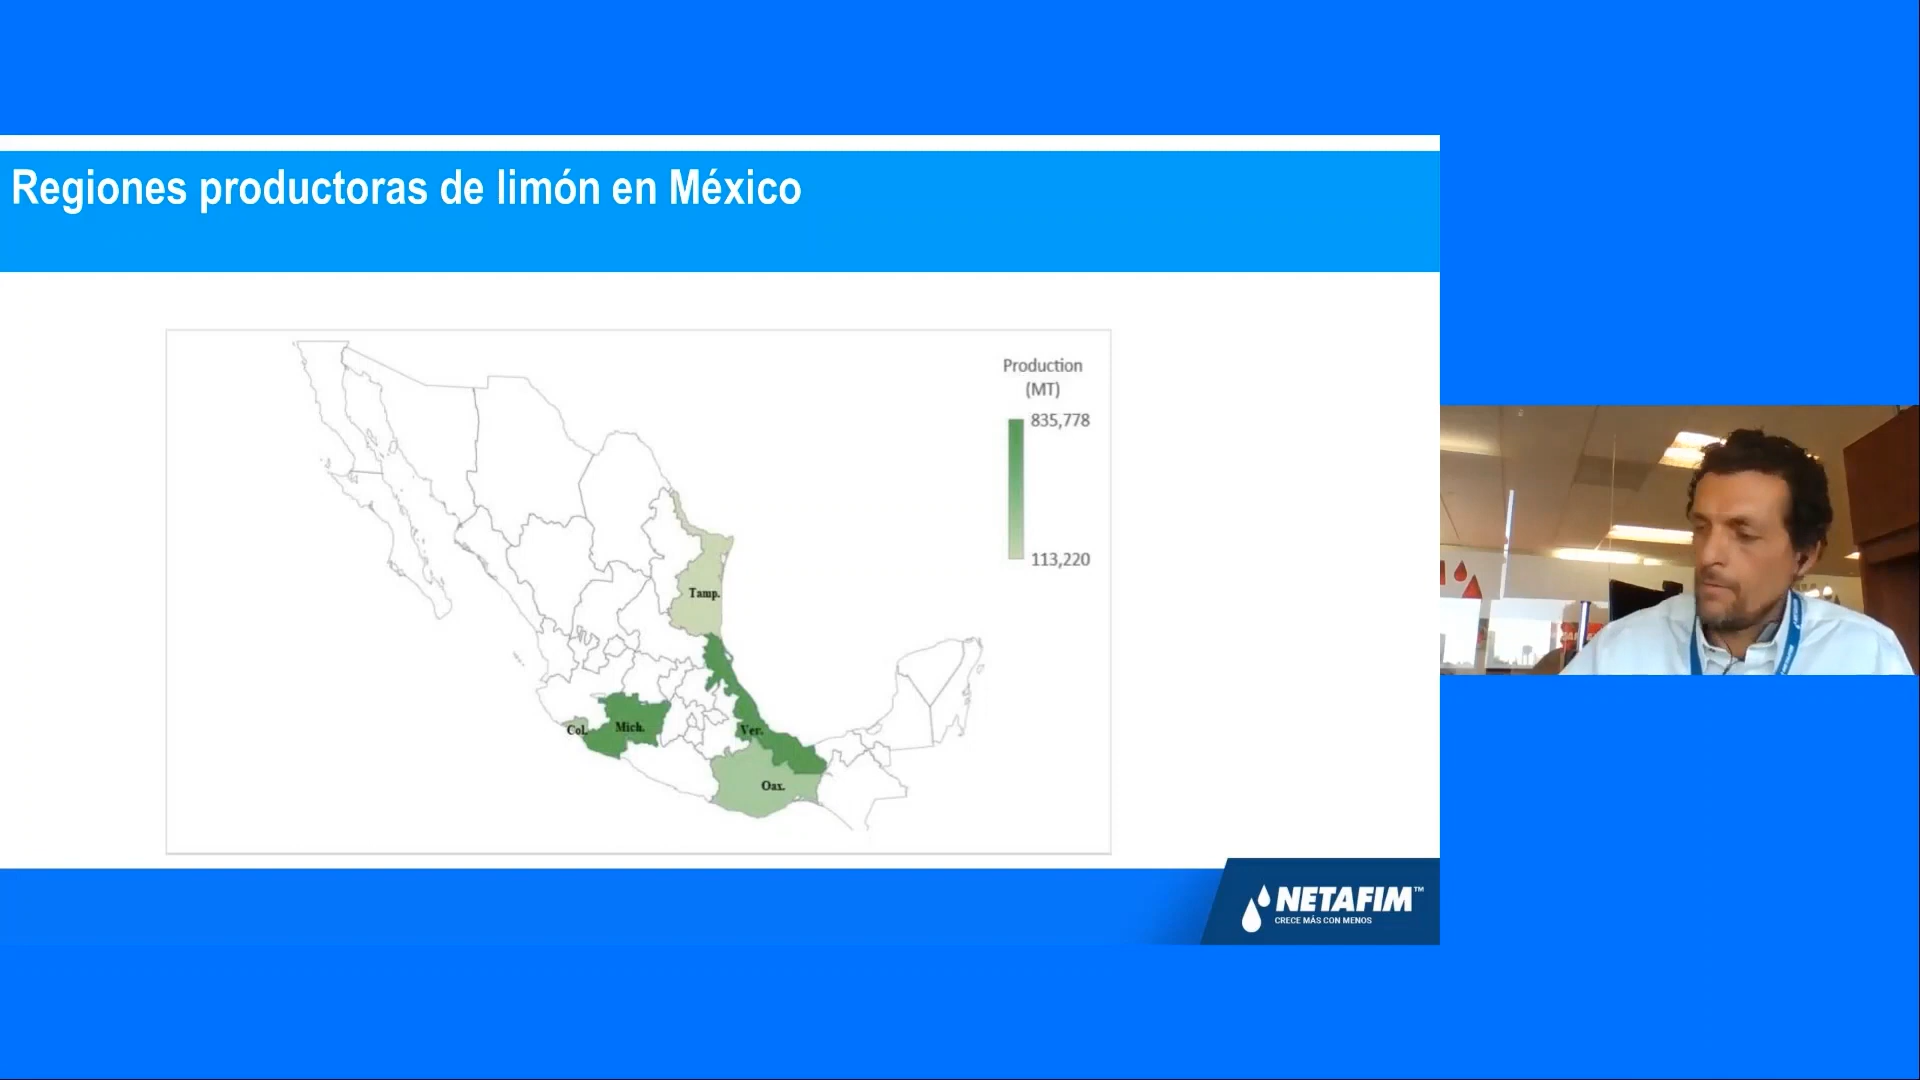 Regiones productoras de limón en México
Production
(MT)
835,778
113,220
Tamp.
Col.
Mich.
Ver.
Oax.
NETAFIM™
CRECE MÁS CON MENOS